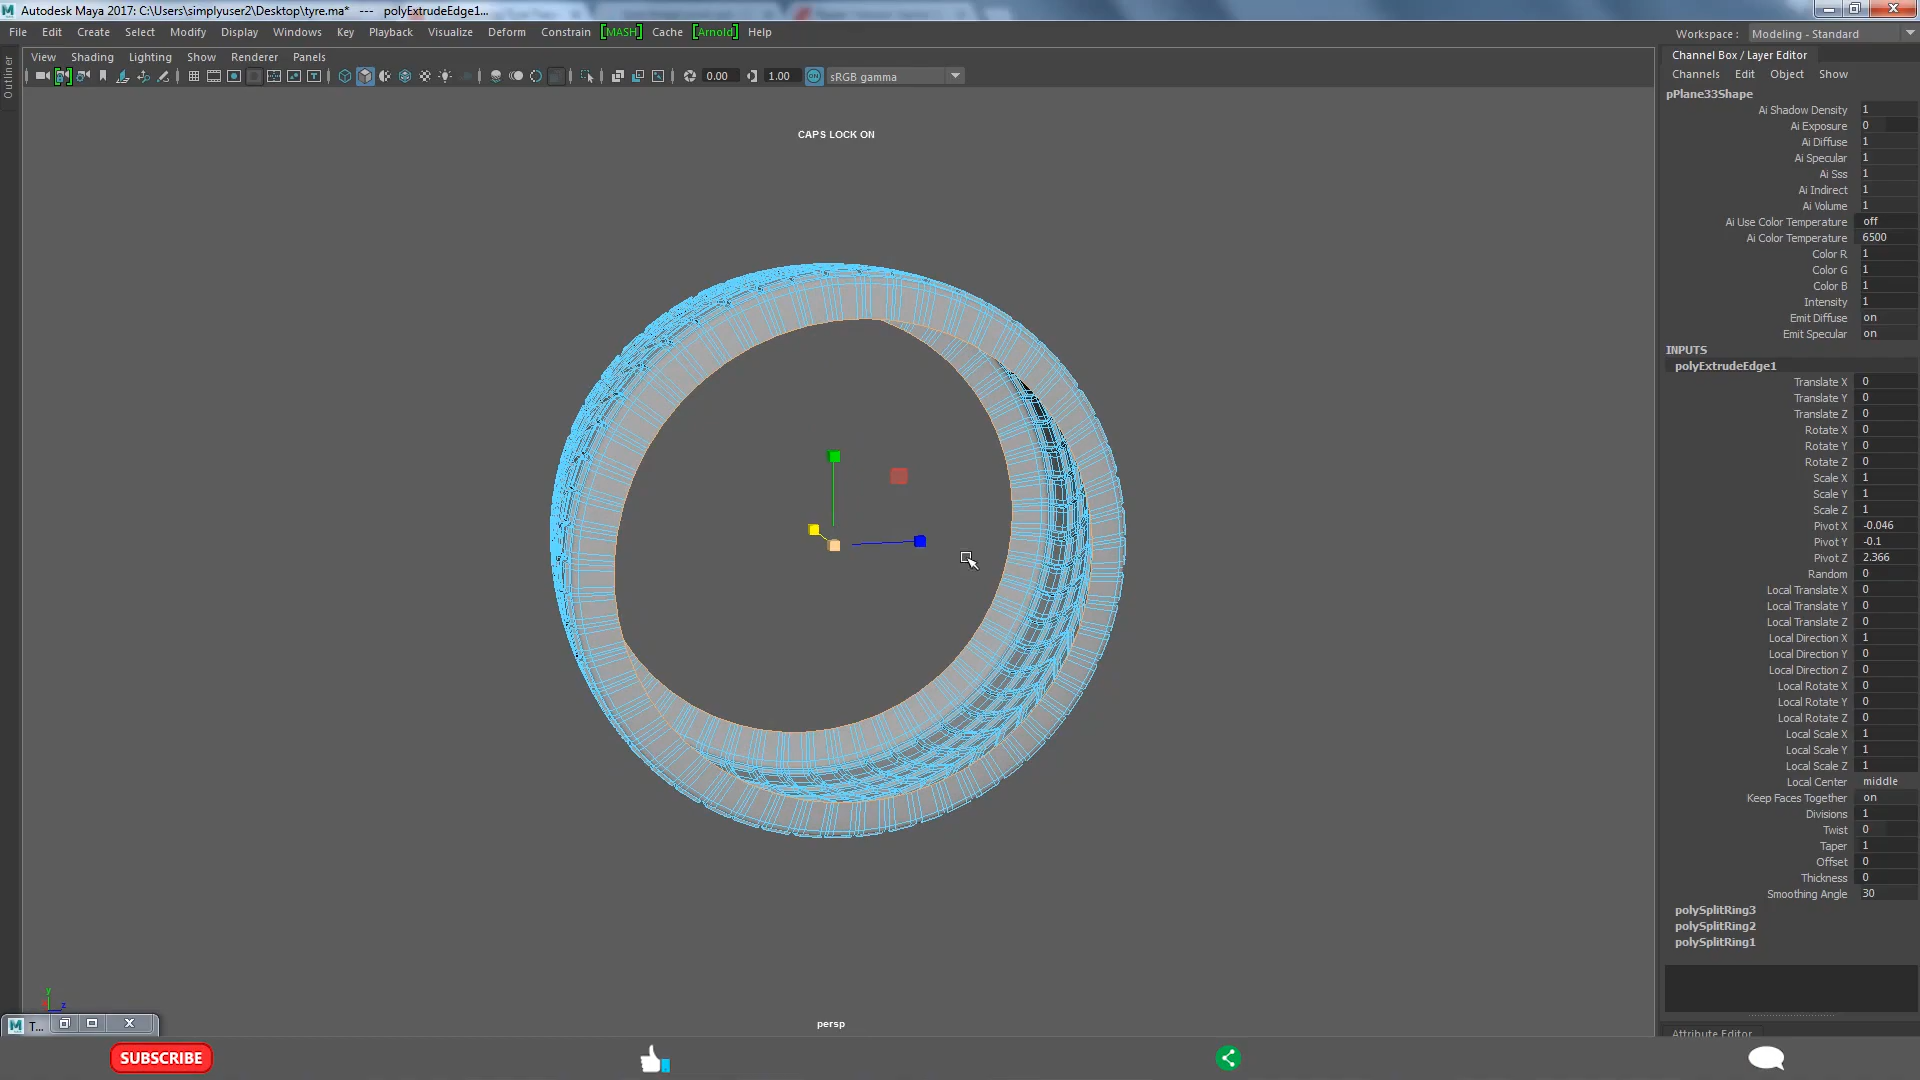 Autodesk Maya 2017: C:\Users\simplyuser2\Desktop\tyre.ma*   ---   polyExtrudeEdge1...
File Edit Create Select Modify Display Windows Key Playback Visualize Deform Constrain [MASH] Cache [Arnold] Help
Workspace : Modeling - Standard
View Shading Lighting Show Renderer Panels
0.00 1.00 ON sRGB gamma
Outliner
CAPS LOCK ON
Channel Box / Layer Editor
Channels Edit Object Show
pPlane33Shape
Ai Shadow Density 1
Ai Exposure 0
Ai Diffuse 1
Ai Specular 1
Ai Sss 1
Ai Indirect 1
Ai Volume 1
Ai Use Color Temperature off
Ai Color Temperature 6500
Color R 1
Color G 1
Color B 1
Intensity 1
Emit Diffuse on
Emit Specular on
INPUTS
polyExtrudeEdge1
Translate X 0
Translate Y 0
Translate Z 0
Rotate X 0
Rotate Y 0
Rotate Z 0
Scale X 1
Scale Y 1
Scale Z 1
Pivot X -0.046
Pivot Y -0.1
Pivot Z 2.366
Random 0
Local Translate X 0
Local Translate Y 0
Local Translate Z 0
Local Direction X 1
Local Direction Y 0
Local Direction Z 0
Local Rotate X 0
Local Rotate Y 0
Local Rotate Z 0
Local Scale X 1
Local Scale Y 1
Local Scale Z 1
Local Center middle
Keep Faces Together on
Divisions 1
Twist 0
Taper 1
Offset 0
Thickness 0
Smoothing Angle 30
polySplitRing3
polySplitRing2
polySplitRing1
Attribute Editor
y
z
M T...
persp
SUBSCRIBE